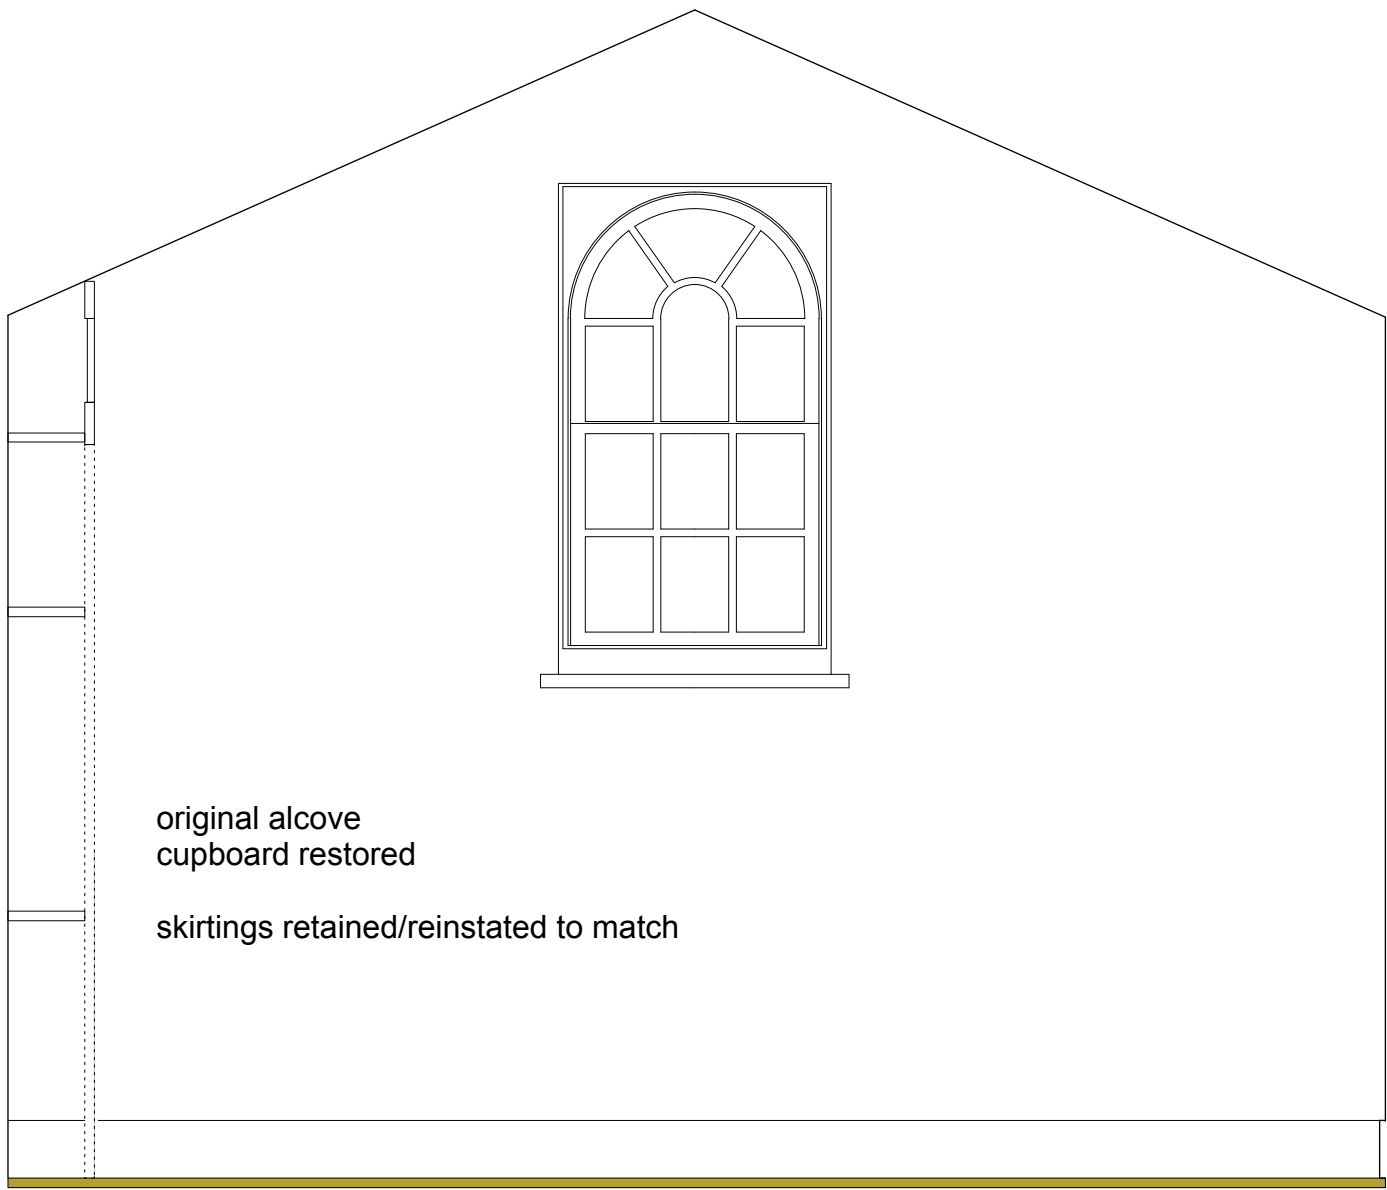 original alcove
cupboard restored
skirtings retained/reinstated to match